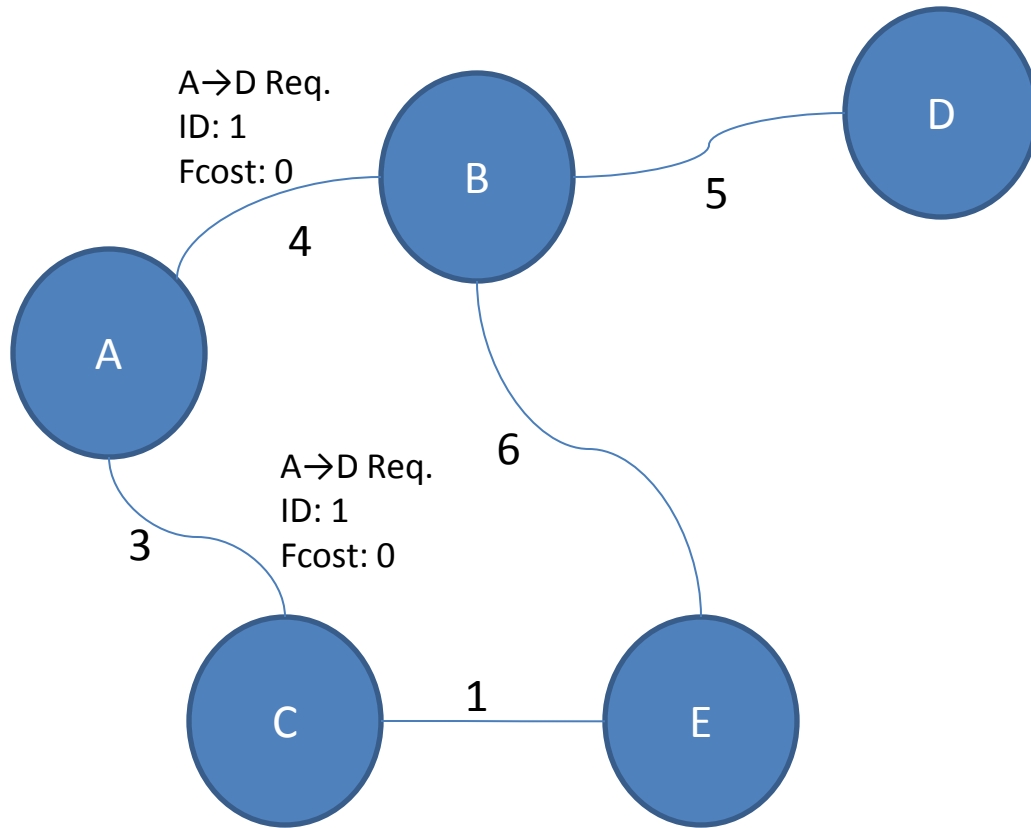 D
A→D Req.
ID: 1
Fcost: 0
B
5
4
A
6
A→D Req.
ID: 1
Fcost: 0
3
1
C
E